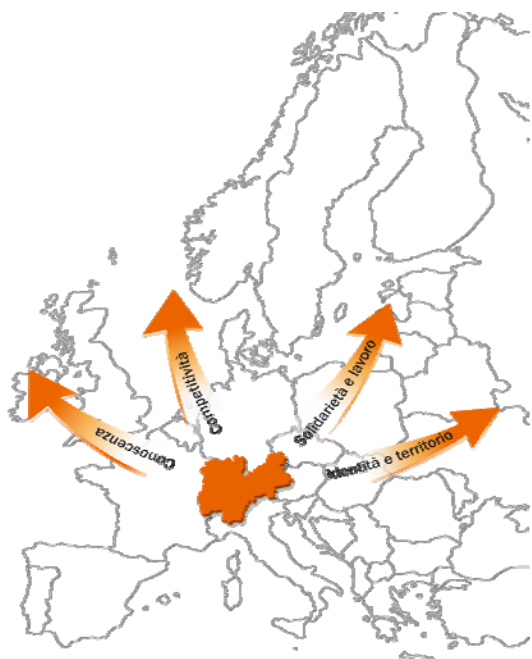 Conoscenza
Competitività
Solidarietà e lavoro
Identità e territorio